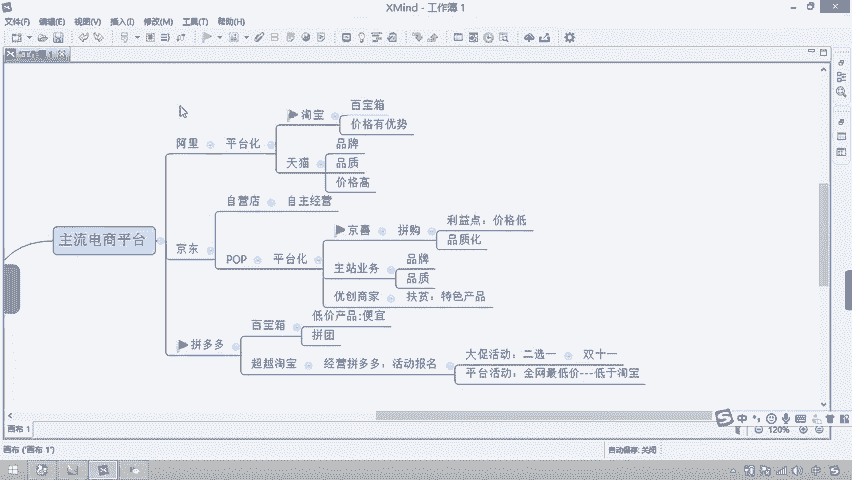 XMind - 工作簿 1
文件(F) 编辑(E) 视图(V) 插入(I) 修改(M) 工具(T) 帮助(H)
百宝箱
淘宝
价格有优势
阿里 平台化
品牌
天猫 品质
价格高
自营店 自主经营
利益点：价格低
京喜 拼购
主流电商平台
品质化
京东
POP 平台化
品牌
主站业务
品质
优创商家 扶贫：特色产品
低价产品:便宜
百宝箱
拼团
拼多多
大促活动：二选一 双十一
超越淘宝 经营拼多多，活动报名
平台活动：全网最低价---低于淘宝
画布 1
中
120%
画布 ('画布 1')
自动保存: 关闭
中